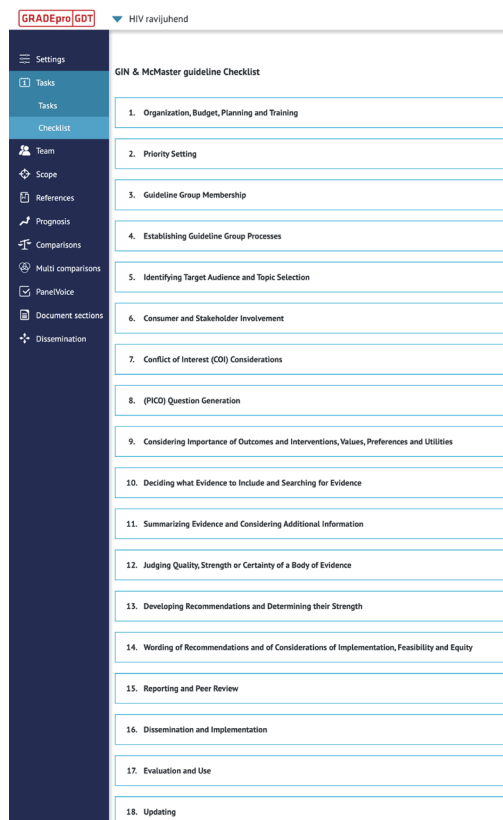 GRADEpro GDT
HIV ravijuhend
Settings
Tasks
Tasks
Checklist
Team
Scope
References
Prognosis
Comparisons
Multi comparisons
PanelVoice
Document sections
Dissemination
GIN & McMaster guideline Checklist
1. Organization, Budget, Planning and Training
2. Priority Setting
3. Guideline Group Membership
4. Establishing Guideline Group Processes
5. Identifying Target Audience and Topic Selection
6. Consumer and Stakeholder Involvement
7. Conflict of Interest (COI) Considerations
8. (PICO) Question Generation
9. Considering Importance of Outcomes and Interventions, Values, Preferences and Utilities
10. Deciding what Evidence to Include and Searching for Evidence
11. Summarizing Evidence and Considering Additional Information
12. Judging Quality, Strength or Certainty of a Body of Evidence
13. Developing Recommendations and Determining their Strength
14. Wording of Recommendations and of Considerations of Implementation, Feasibility and Equity
15. Reporting and Peer Review
16. Dissemination and Implementation
17. Evaluation and Use
18. Updating